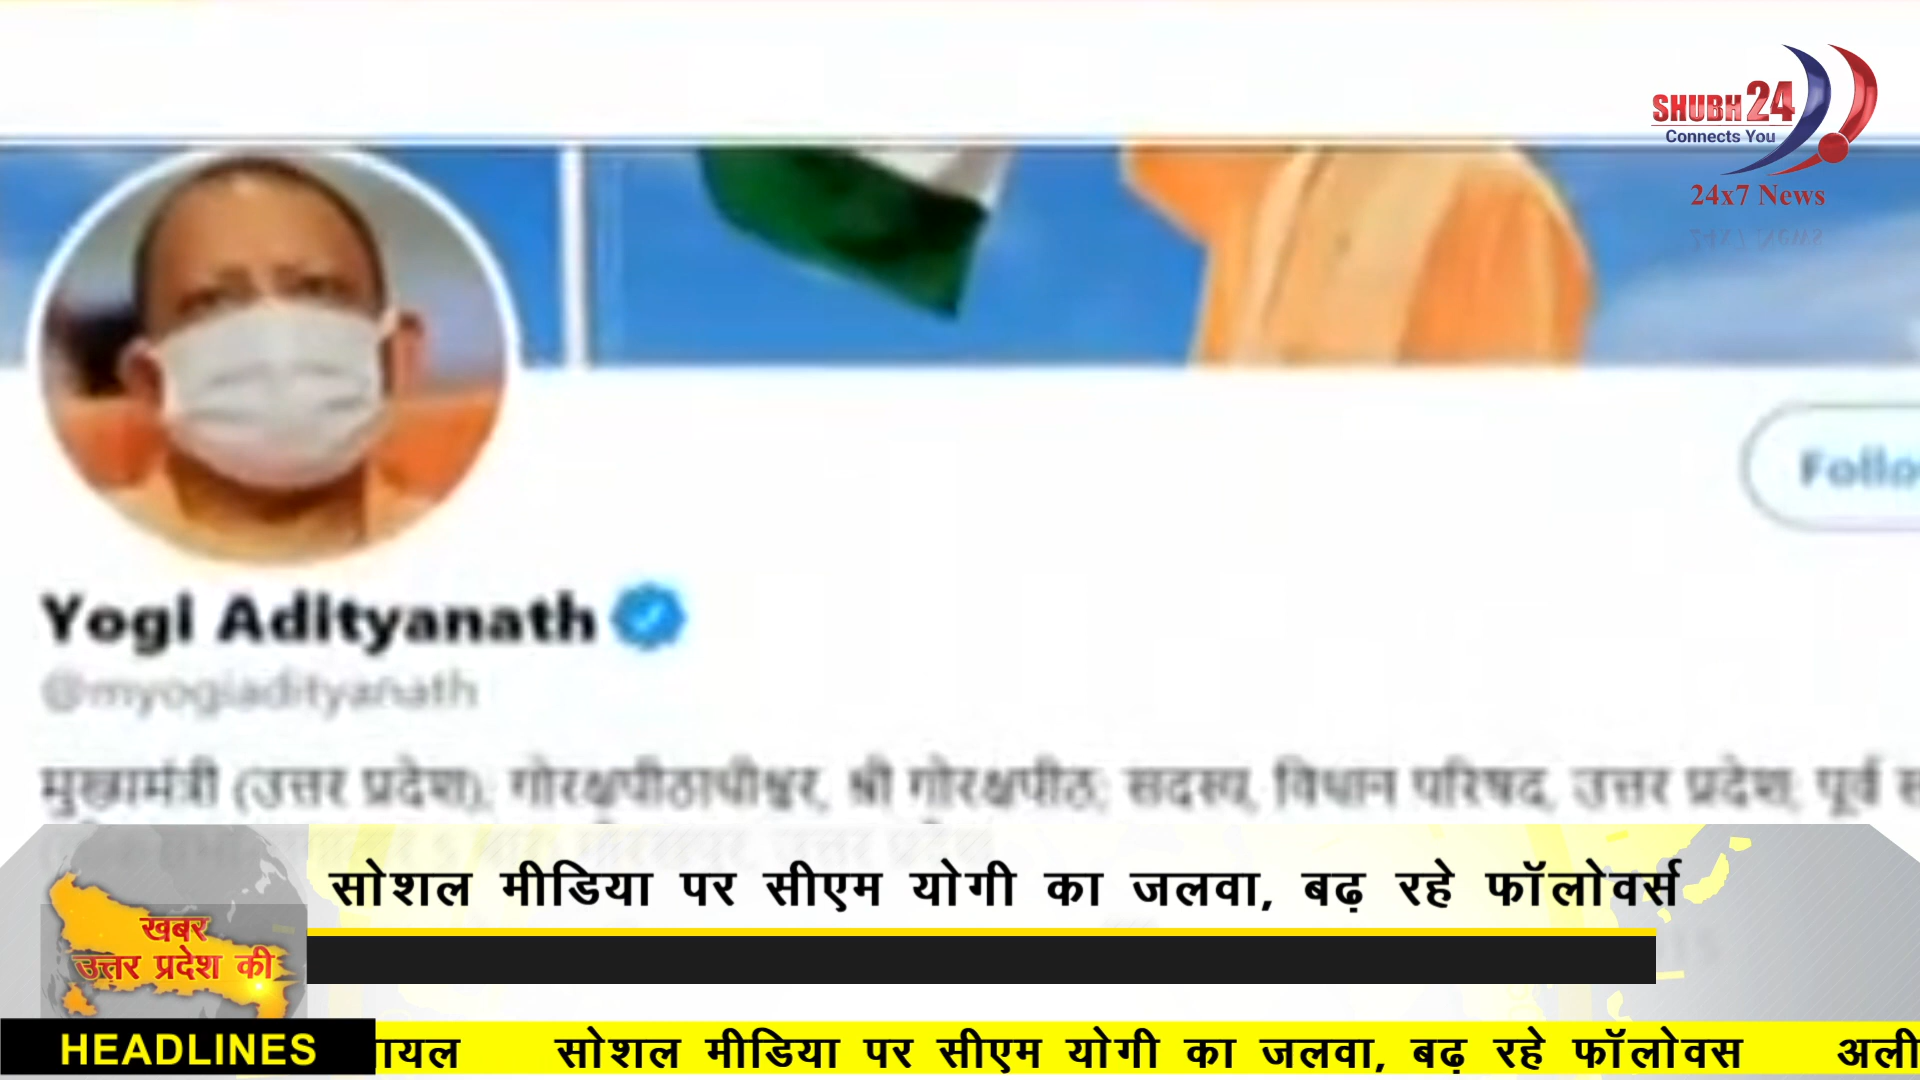 SHUBH 24
Connects You
24x7 News
Follo
Yogi Adityanath
@myogiadityanath
मुख्यमंत्री (उत्तर प्रदेश); गोरक्षपीठाधीश्वर, श्री गोरक्षपीठ; सदस्य, विधान परिषद, उत्तर प्रदेश; पूर्व स
सोशल मीडिया पर सीएम योगी का जलवा, बढ़ रहे फॉलोवर्स
खबर
उत्तर प्रदेश की
HEADLINES ायल सोशल मीडिया पर सीएम योगी का जलवा, बढ़ रहे फॉलोवस अली